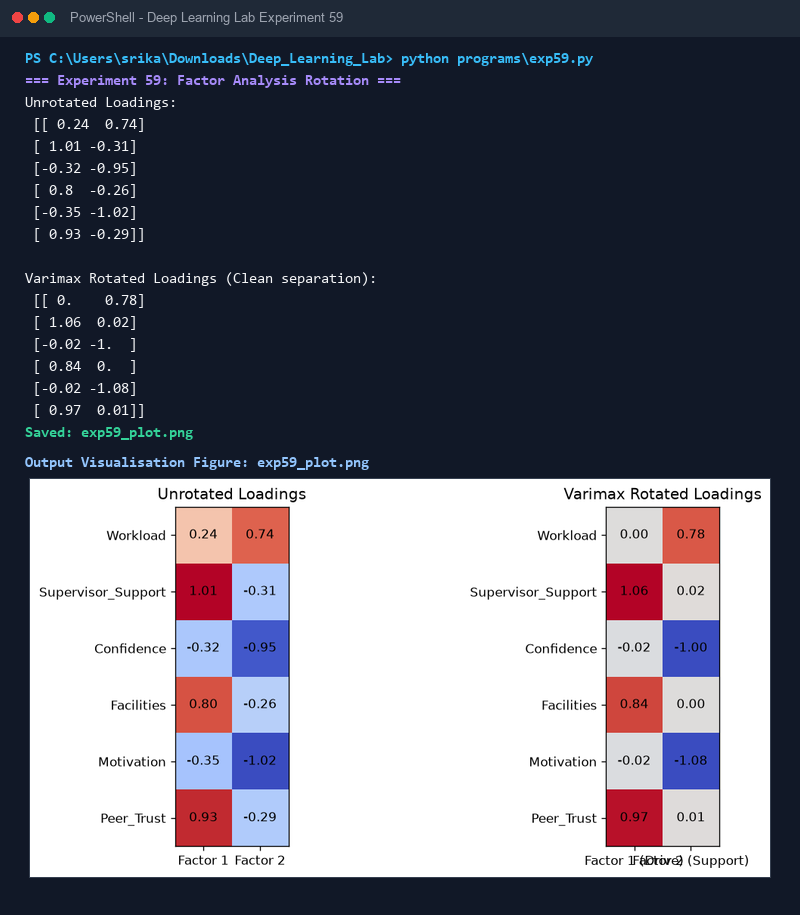 PowerShell - Deep Learning Lab Experiment 59
PS C:\Users\srika\Downloads\Deep_Learning_Lab> python programs\exp59.py
=== Experiment 59: Factor Analysis Rotation ===
Unrotated Loadings:
[[ 0.24  0.74]
[ 1.01 -0.31]
[-0.32 -0.95]
[ 0.8  -0.26]
[-0.35 -1.02]
[ 0.93 -0.29]]
Varimax Rotated Loadings (Clean separation):
[[ 0.    0.78]
[ 1.06  0.02]
[-0.02 -1.  ]
[ 0.84  0.  ]
[-0.02 -1.08]
[ 0.97  0.01]]
Saved: exp59_plot.png
Output Visualisation Figure: exp59_plot.png
Unrotated Loadings
Workload 0.24 0.74
Supervisor_Support 1.01 -0.31
Confidence -0.32 -0.95
Facilities 0.80 -0.26
Motivation -0.35 -1.02
Peer_Trust 0.93 -0.29
Factor 1 Factor 2
Varimax Rotated Loadings
Workload 0.00 0.78
Supervisor_Support 1.06 0.02
Confidence -0.02 -1.00
Facilities 0.84 0.00
Motivation -0.02 -1.08
Peer_Trust 0.97 0.01
Factor 1 (Drive) Factor 2 (Support)